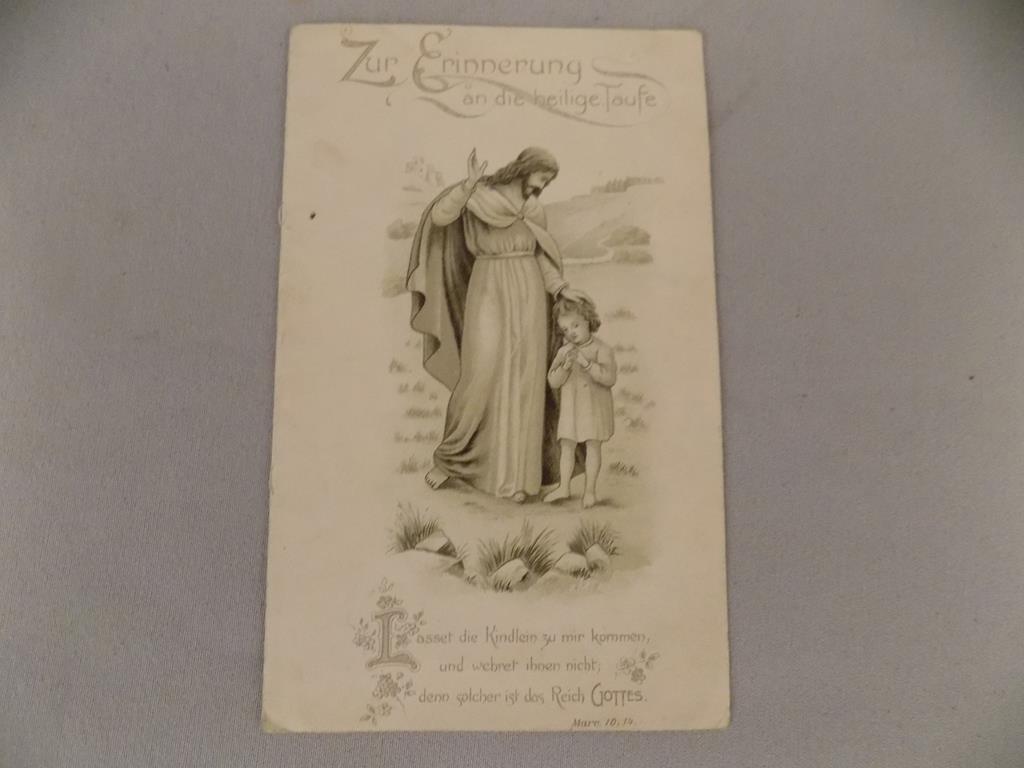 Zur Erinnerung
an die heilige Taufe
Lasset die Kindlein zu mir kommen,
und wehret ihnen nicht;
denn solcher ist das Reich GOTTES.
Marc. 10, 14.